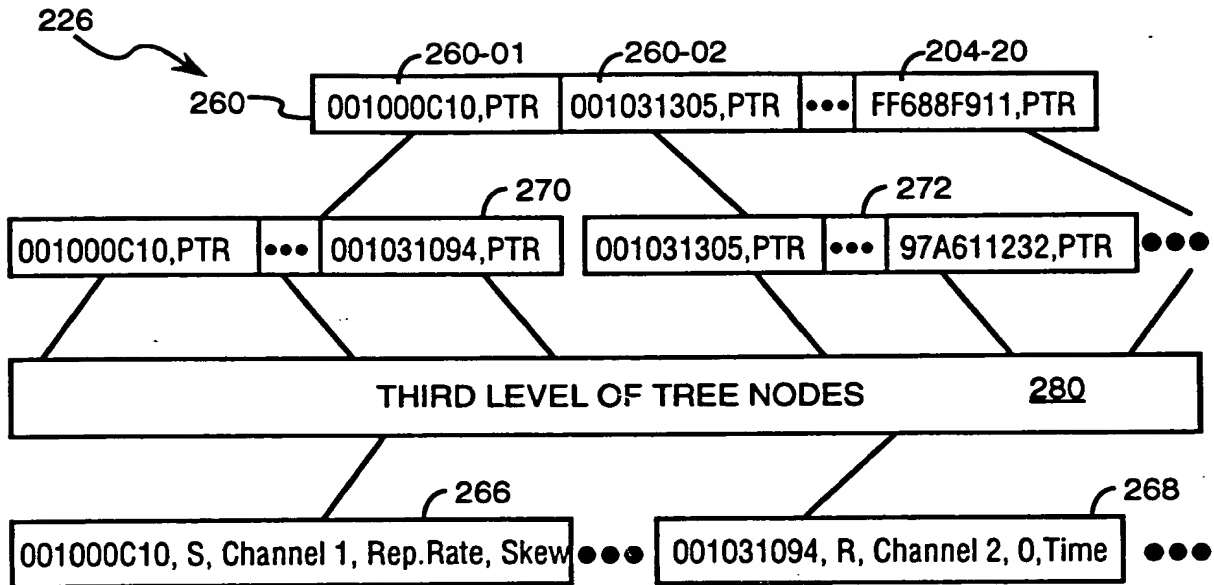 226
260-01 260-02 204-20
260 001000C10,PTR 001031305,PTR ●●● FF688F911,PTR
270 272
001000C10,PTR ●●● 001031094,PTR 001031305,PTR ●●● 97A611232,PTR ●●●
THIRD LEVEL OF TREE NODES 280
266 268
001000C10, S, Channel 1, Rep.Rate, Skew ●●● 001031094, R, Channel 2, 0,Time ●●●